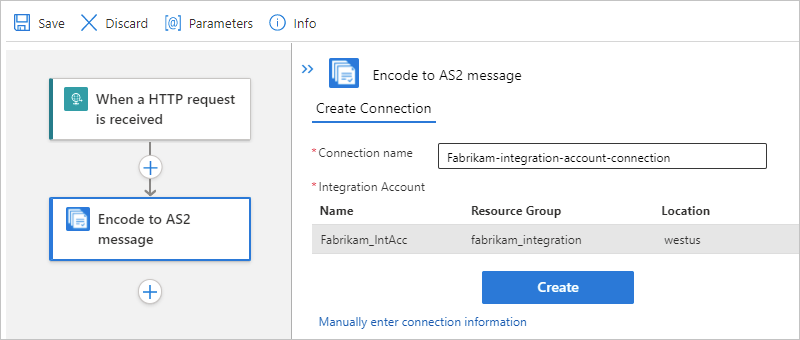 Save Discard Parameters Info
When a HTTP request
is received
Encode to AS2
message
Encode to AS2 message
Create Connection
* Connection name Fabrikam-integration-account-connection
* Integration Account
Name Resource Group Location
Fabrikam_IntAcc fabrikam_integration westus
Create
Manually enter connection information